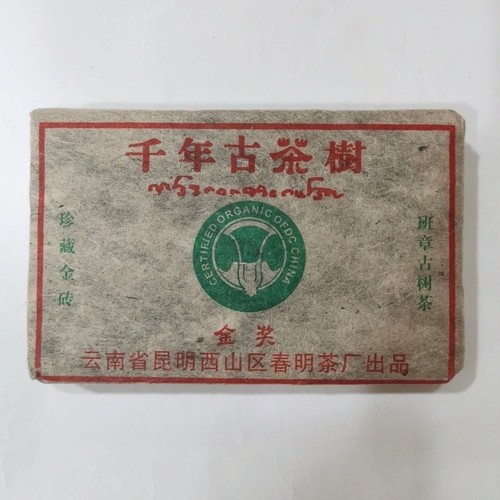 千年古茶樹
珍藏金砖
CERTIFIED ORGANIC OFDC CHINA
班章古树茶
金奖
云南省昆明西山区春明茶厂出品